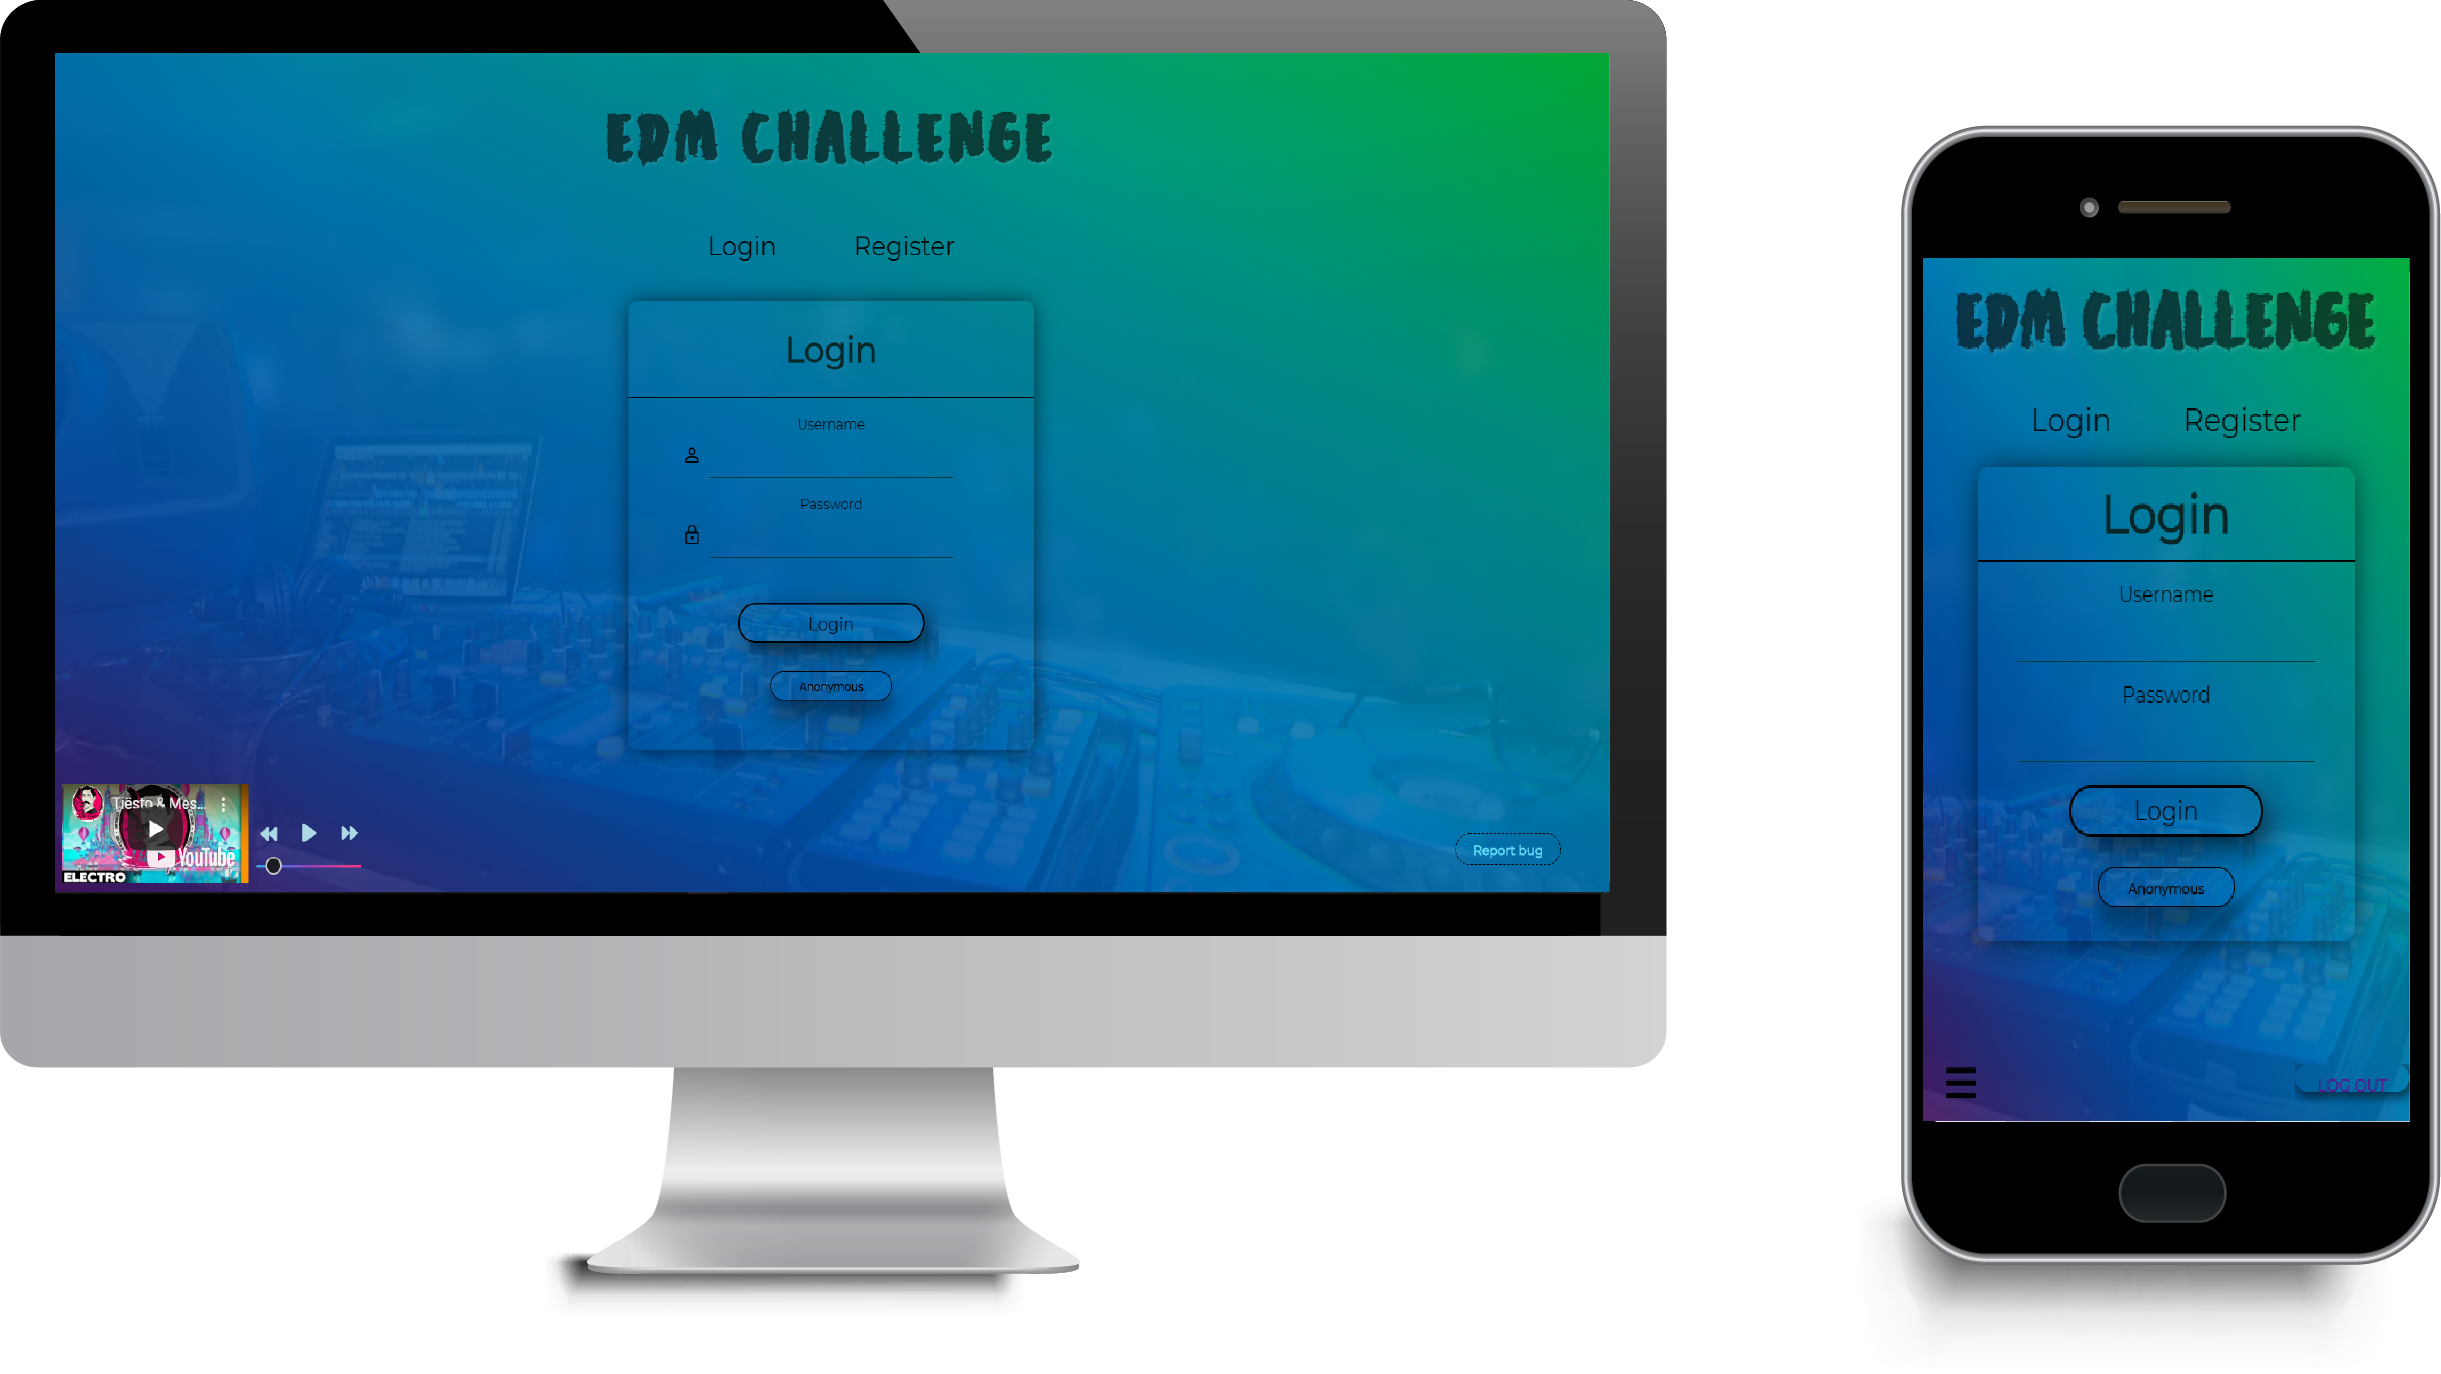 EDM CHALLENGE
Login Register
Login
Username
Password
Login
Anonymous
Tiësto & Mes...
YouTube
ELECTRO
Report bug
EDM CHALLENGE
Login Register
Login
Username
Password
Login
Anonymous
LOG OUT